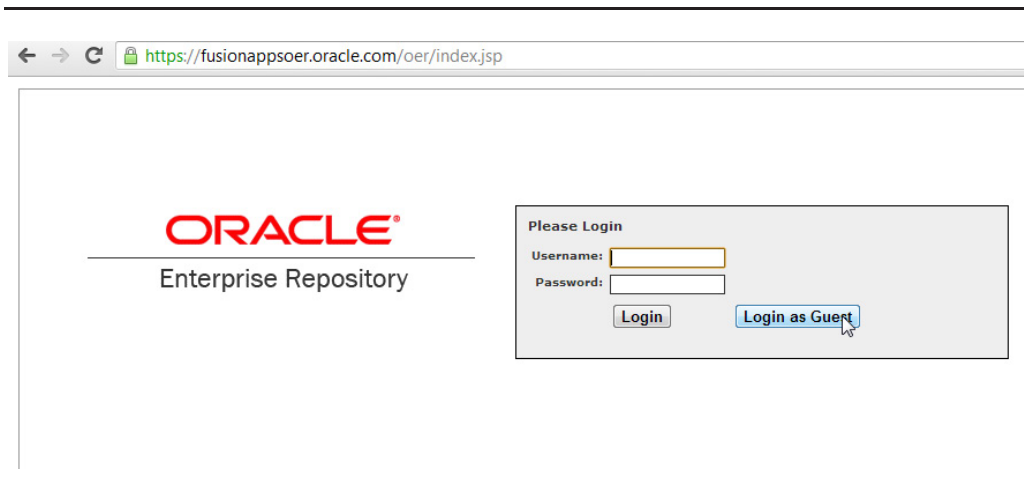 https://fusionappsoer.oracle.com/oer/index.jsp
ORACLE®
Enterprise Repository
Please Login
Username:
Password:
Login Login as Guest